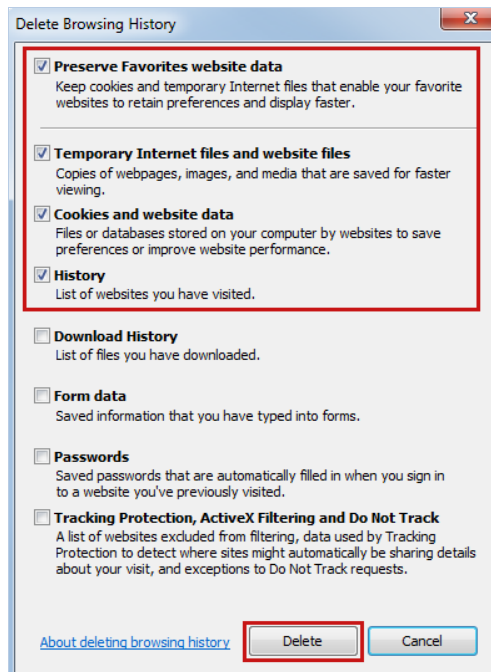 Delete Browsing History
Preserve Favorites website data
Keep cookies and temporary Internet files that enable your favorite
websites to retain preferences and display faster.
Temporary Internet files and website files
Copies of webpages, images, and media that are saved for faster
viewing.
Cookies and website data
Files or databases stored on your computer by websites to save
preferences or improve website performance.
History
List of websites you have visited.
Download History
List of files you have downloaded.
Form data
Saved information that you have typed into forms.
Passwords
Saved passwords that are automatically filled in when you sign in
to a website you've previously visited.
Tracking Protection, ActiveX Filtering and Do Not Track
A list of websites excluded from filtering, data used by Tracking
Protection to detect where sites might automatically be sharing details
about your visit, and exceptions to Do Not Track requests.
About deleting browsing history Delete Cancel